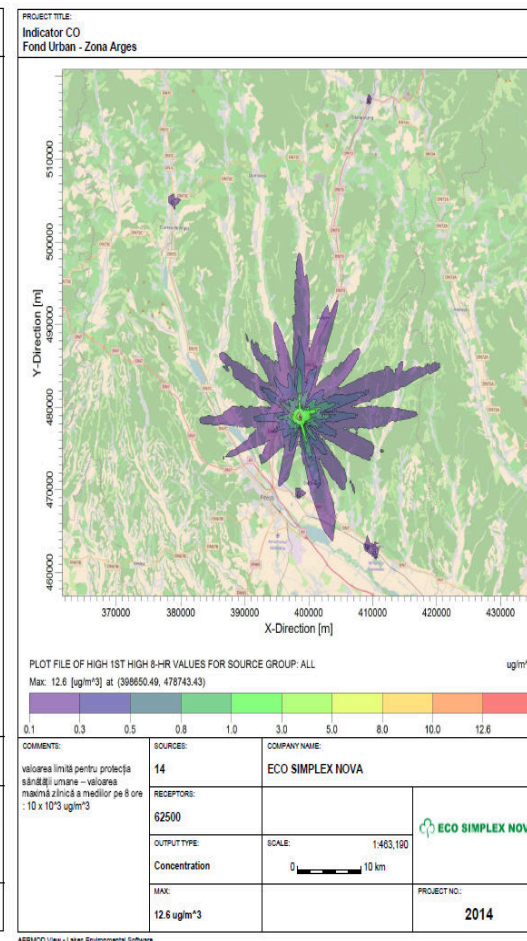 PROJECT TITLE:
Indicator CO
Fond Urban - Zona Arges
Y-Direction [m]
510000
500000
490000
480000
470000
460000
370000 380000 390000 400000 410000 420000 430000
X-Direction [m]
PLOT FILE OF HIGH 1ST HIGH 8-HR VALUES FOR SOURCE GROUP: ALL
Max: 12.6 [ug/m^3] at (398650.49, 478743.43)
0.1 0.3 0.5 0.8 1.0 3.0 5.0 8.0 10.0 12.6
COMMENTS:
valoarea limită pentru protecția
sănătății umane – valoarea
maximă zilnică a mediilor pe 8 ore
: 10 x 10^3 ug/m^3
SOURCES:
14
COMPANY NAME:
ECO SIMPLEX NOVA
RECEPTORS:
62500
OUTPUT TYPE:
Concentration
SCALE:
1:463,190
0 10 km
ECO SIMPLEX NOV
MAX:
12.6 ug/m^3
PROJECT NO.:
2014
AERMOD View - Lakes Environmental Software